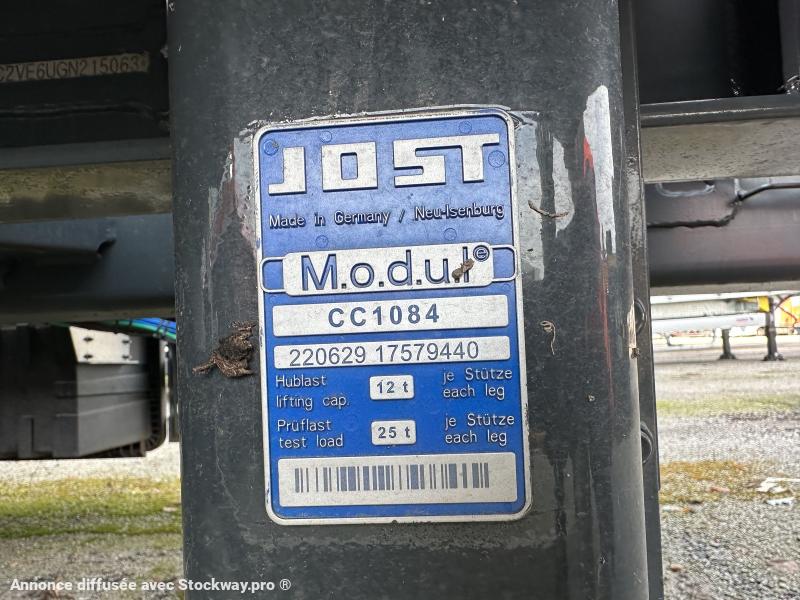 C2VE6UGN215063*
JOST
Made in Germany / Neu-Isenburg
M.o.d.u.l e
CC1084
220629 17579440
Hublast
lifting cap.
12 t
je Stütze
each leg
Prüflast
test load
25 t
je Stütze
each leg
Annonce diffusée avec Stockway.pro ®